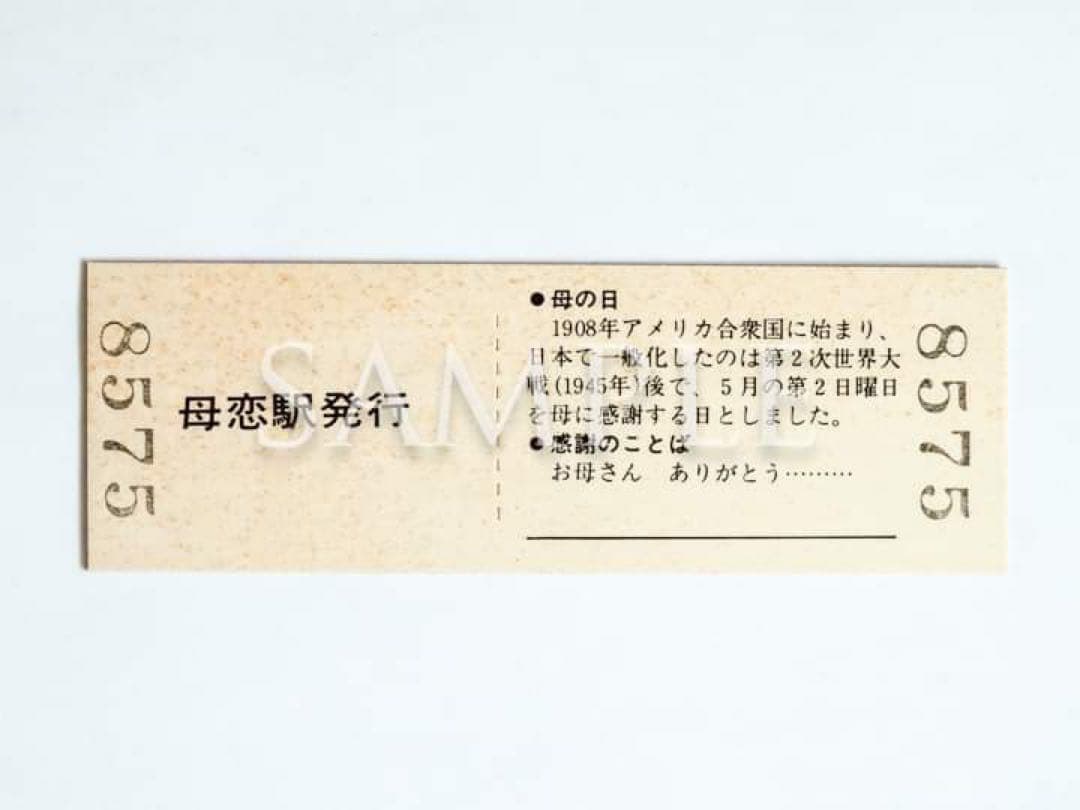 8575
母恋駅発行
●母の日
1908年アメリカ合衆国に始まり、
日本で一般化したのは第2次世界大
戦(1945年)後で、5月の第2日曜日
を母に感謝する日としました。
●感謝のことば
お母さん ありがとう………
8575
SAMPLE